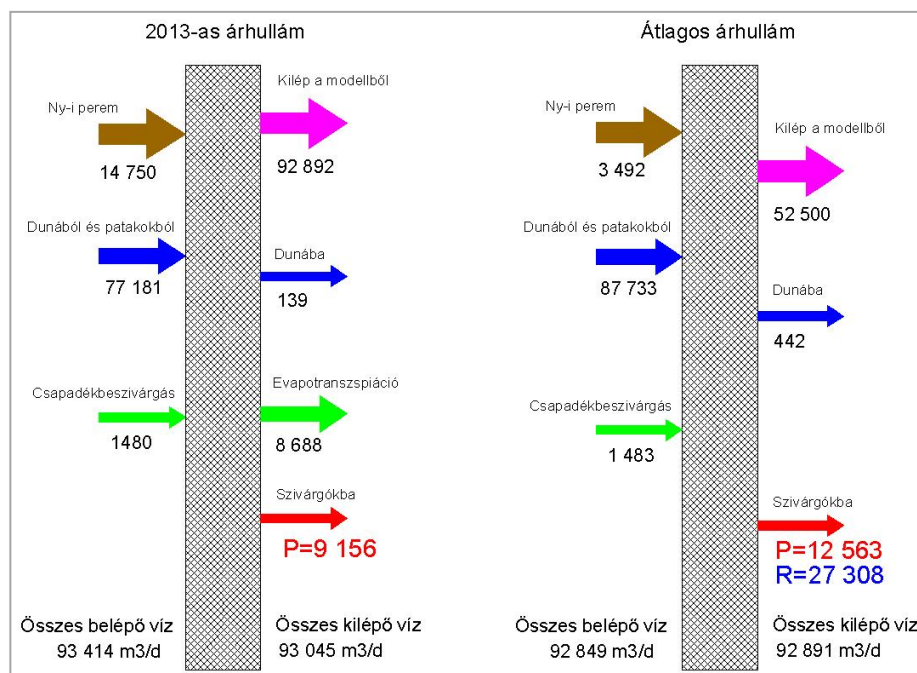 2013-as árhullám
Ny-i perem
14 750
Kilép a modellből
92 892
Dunából és patakokból
77 181
Dunába
139
Csapadékbeszivárgás
1480
Evapotranszspiáció
8 688
Szivárgókba
P=9 156
Összes belépő víz
93 414 m3/d
Összes kilépő víz
93 045 m3/d
Átlagos árhullám
Ny-i perem
3 492
Kilép a modellből
52 500
Dunából és patakokból
87 733
Dunába
442
Csapadékbeszivárgás
1 483
Szivárgókba
P=12 563
R=27 308
Összes belépő víz
92 849 m3/d
Összes kilépő víz
92 891 m3/d